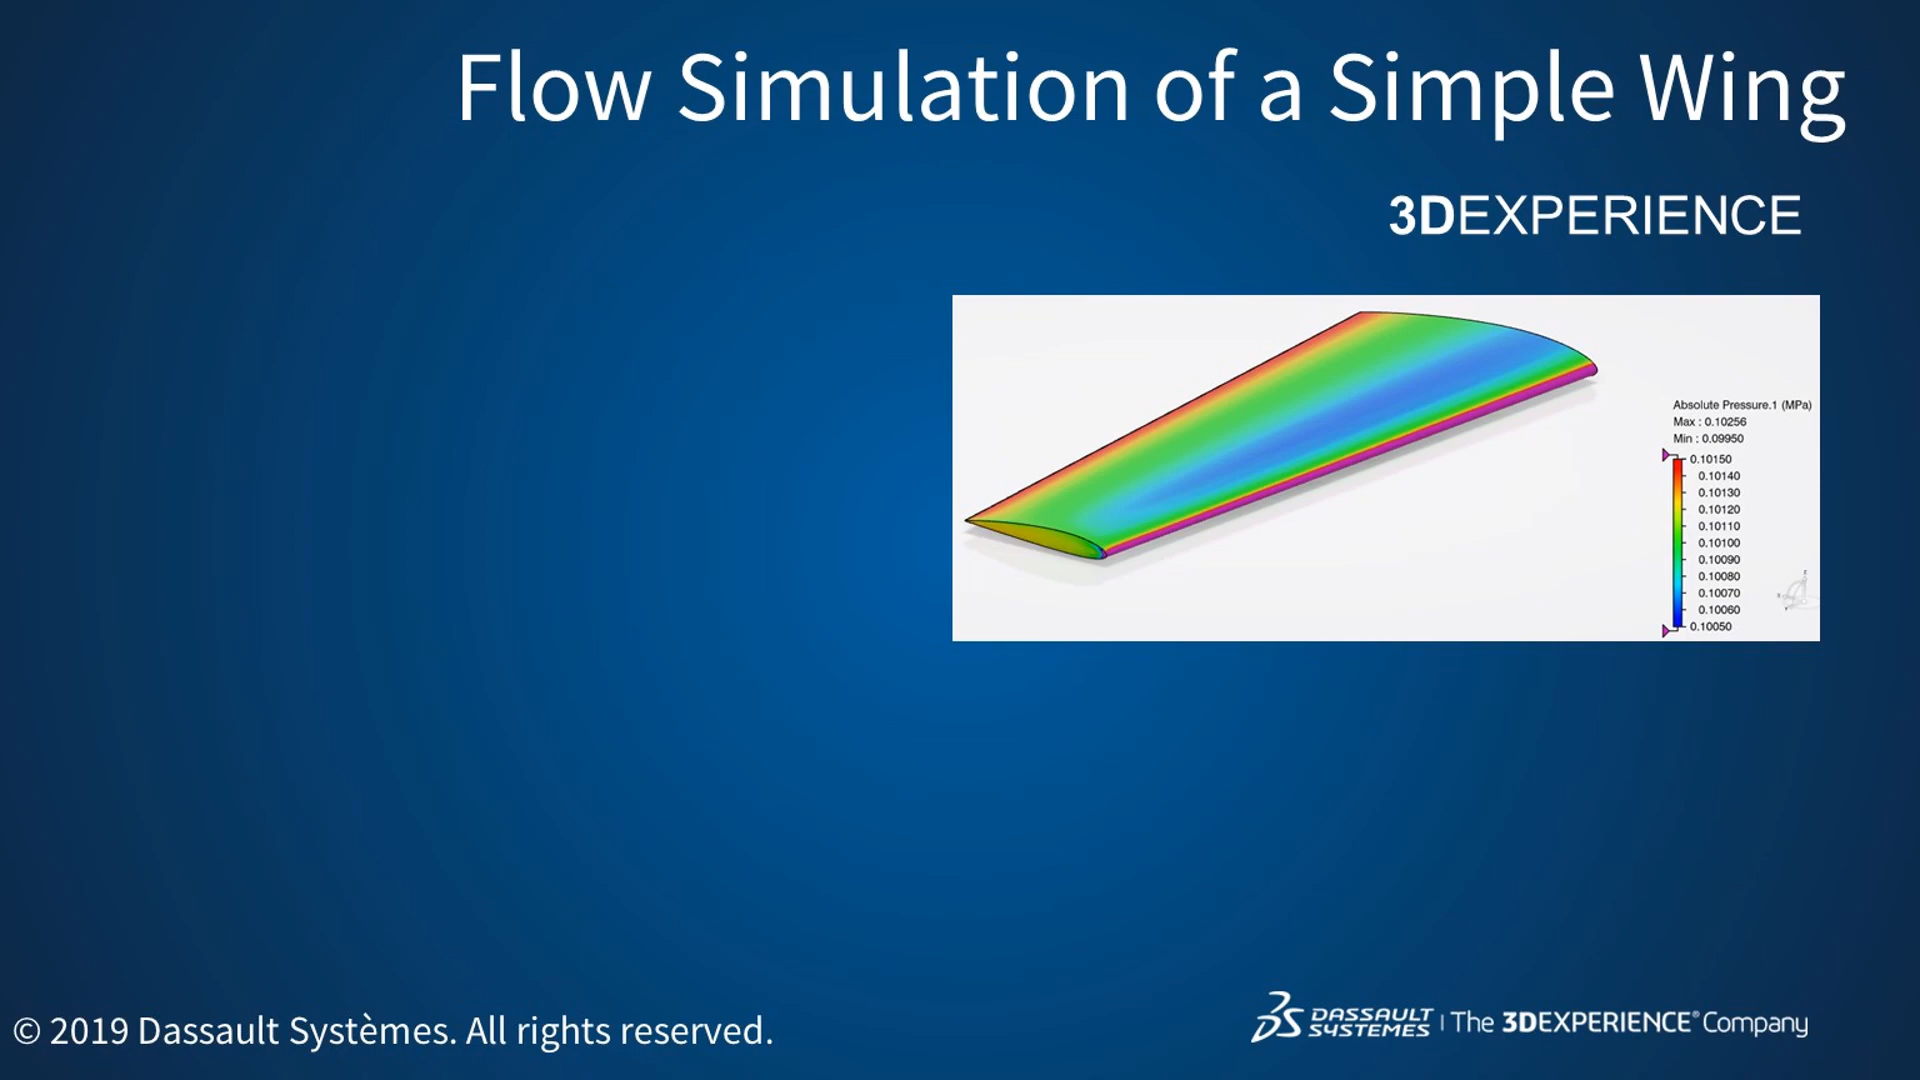 Flow Simulation of a Simple Wing
3DEXPERIENCE
Absolute Pressure.1 (MPa)
Max : 0.10256
Min : 0.09950
0.10150
0.10140
0.10130
0.10120
0.10110
0.10100
0.10090
0.10080
0.10070
0.10060
0.10050
© 2019 Dassault Systèmes. All rights reserved.
DASSAULT SYSTEMES | The 3DEXPERIENCE® Company